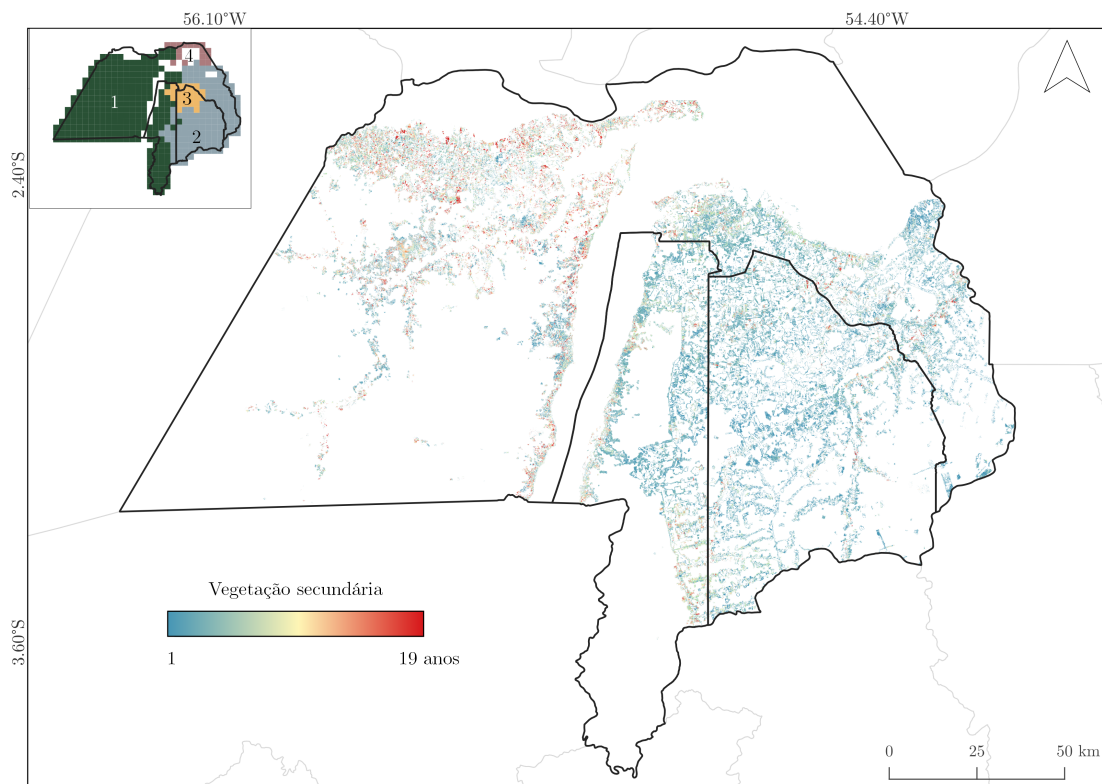 56.10°W
54.40°W
4
1
3
2
2.40°S
3.60°S
Vegetação secundária
1
19 anos
0
25
50 km